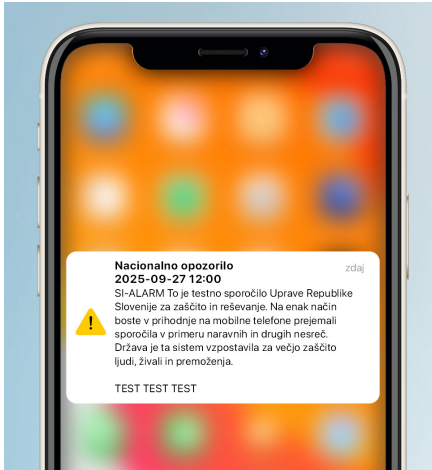 Nacionalno opozorilo
zdaj
2025-09-27 12:00
SI-ALARM To je testno sporočilo Uprave Republike
Slovenije za zaščito in reševanje. Na enak način
boste v prihodnje na mobilne telefone prejemali
sporočila v primeru naravnih in drugih nesreč.
Država je ta sistem vzpostavila za večjo zaščito
ljudi, živali in premoženja.
TEST TEST TEST